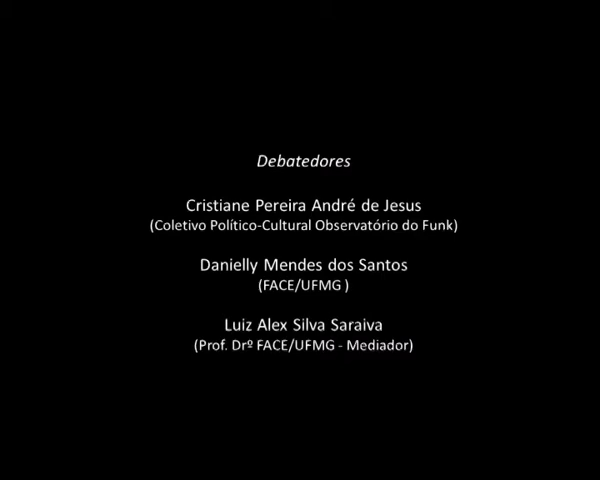 Debatedores
Cristiane Pereira André de Jesus
(Coletivo Político-Cultural Observatório do Funk)
Danielly Mendes dos Santos
(FACE/UFMG )
Luiz Alex Silva Saraiva
(Prof. Drº FACE/UFMG - Mediador)